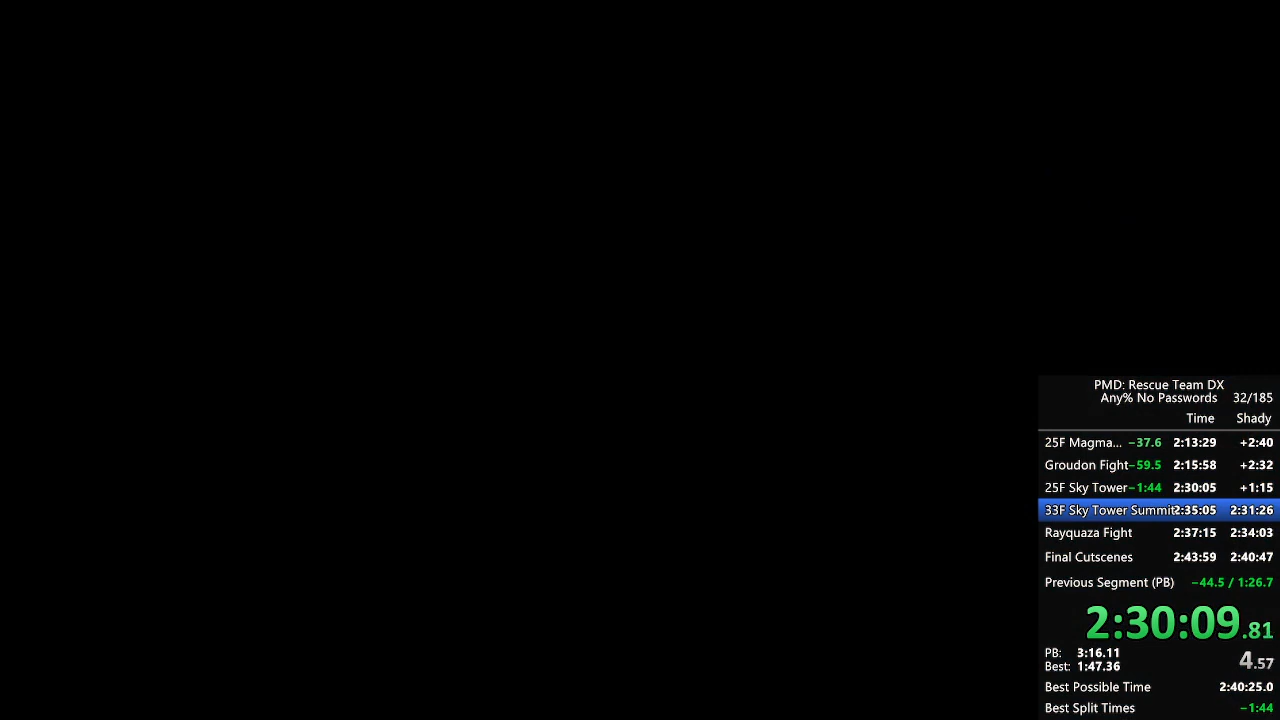 PMD: Rescue Team DX
Any% No Passwords 32/185
Time Shady
25F Magma... −37.6 2:13:29 +2:40
Groudon Fight −59.5 2:15:58 +2:32
25F Sky Tower −1:44 2:30:05 +1:15
33F Sky Tower Summit 2:35:05 2:31:26
Rayquaza Fight 2:37:15 2:34:03
Final Cutscenes 2:43:59 2:40:47
Previous Segment (PB) −44.5 / 1:26.7
2:30:09.81
PB: 3:16.11
Best: 1:47.36 4.57
Best Possible Time 2:40:25.0
Best Split Times −1:44